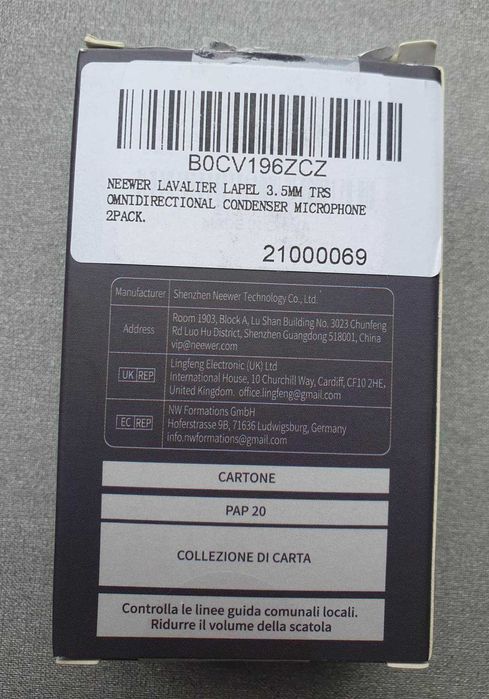 B0CV196ZCZ
NEEWER LAVALIER LAPEL 3.5MM TRS
OMNIDIRECTIONAL CONDENSER MICROPHONE
2PACK.
21000069
Manufacturer Shenzhen Neewer Technology Co., Ltd.
Address Room 1903, Block A, Lu Shan Building No. 3023 Chunfeng
Rd Luo Hu District, Shenzhen Guangdong 518001, China
vip@neewer.com
UK REP Lingfeng Electronic (UK) Ltd
International House, 10 Churchill Way, Cardiff, CF10 2HE,
United Kingdom. office.lingfeng@gmail.com
EC REP NW Formations GmbH
Hoferstrasse 9B, 71636 Ludwigsburg, Germany
info.nwformations@gmail.com
CARTONE
PAP 20
COLLEZIONE DI CARTA
Controlla le linee guida comunali locali.
Ridurre il volume della scatola